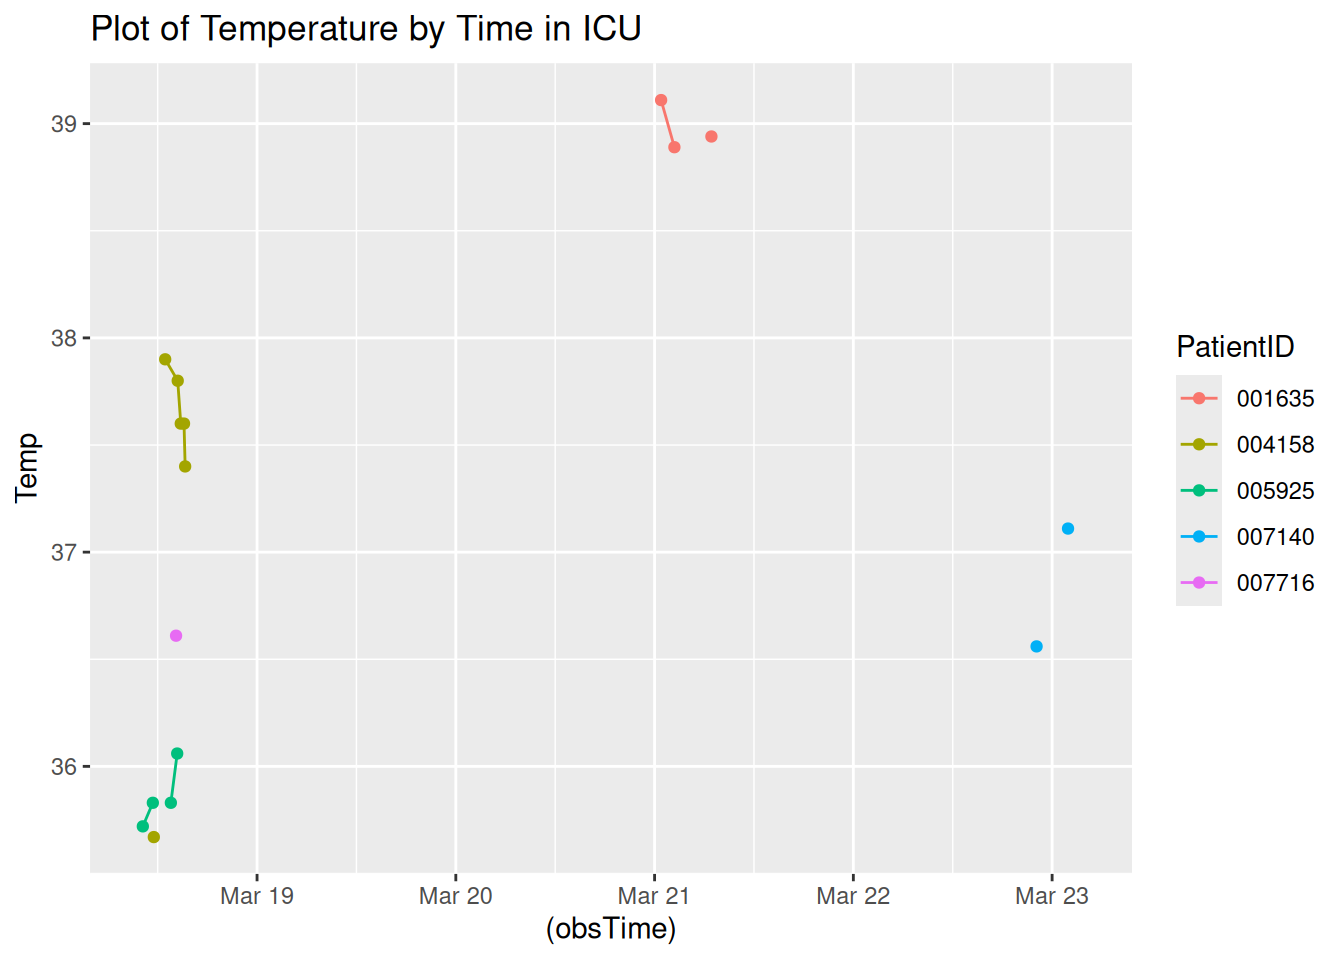 Plot of Temperature by Time in ICU
39
38
37
36
Temp
Mar 19
Mar 20
Mar 21
Mar 22
Mar 23
(obsTime)
PatientID
001635
004158
005925
007140
007716